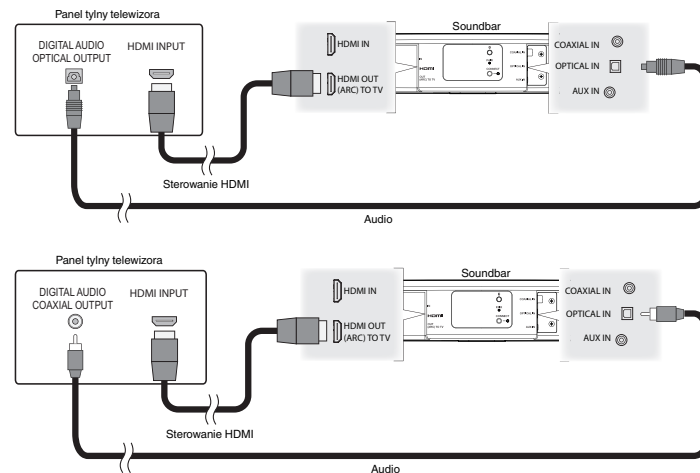 Panel tylny telewizora
DIGITAL AUDIO
OPTICAL OUTPUT
HDMI INPUT
Sterowanie HDMI
Audio
HDMI IN
HDMI OUT
(ARC) TO TV
Soundbar
HDMI
COAXIAL IN
OPTICAL IN
AUX IN
Panel tylny telewizora
DIGITAL AUDIO
COAXIAL OUTPUT
HDMI INPUT
Sterowanie HDMI
Audio
HDMI IN
HDMI OUT
(ARC) TO TV
Soundbar
HDMI
COAXIAL IN
OPTICAL IN
AUX IN